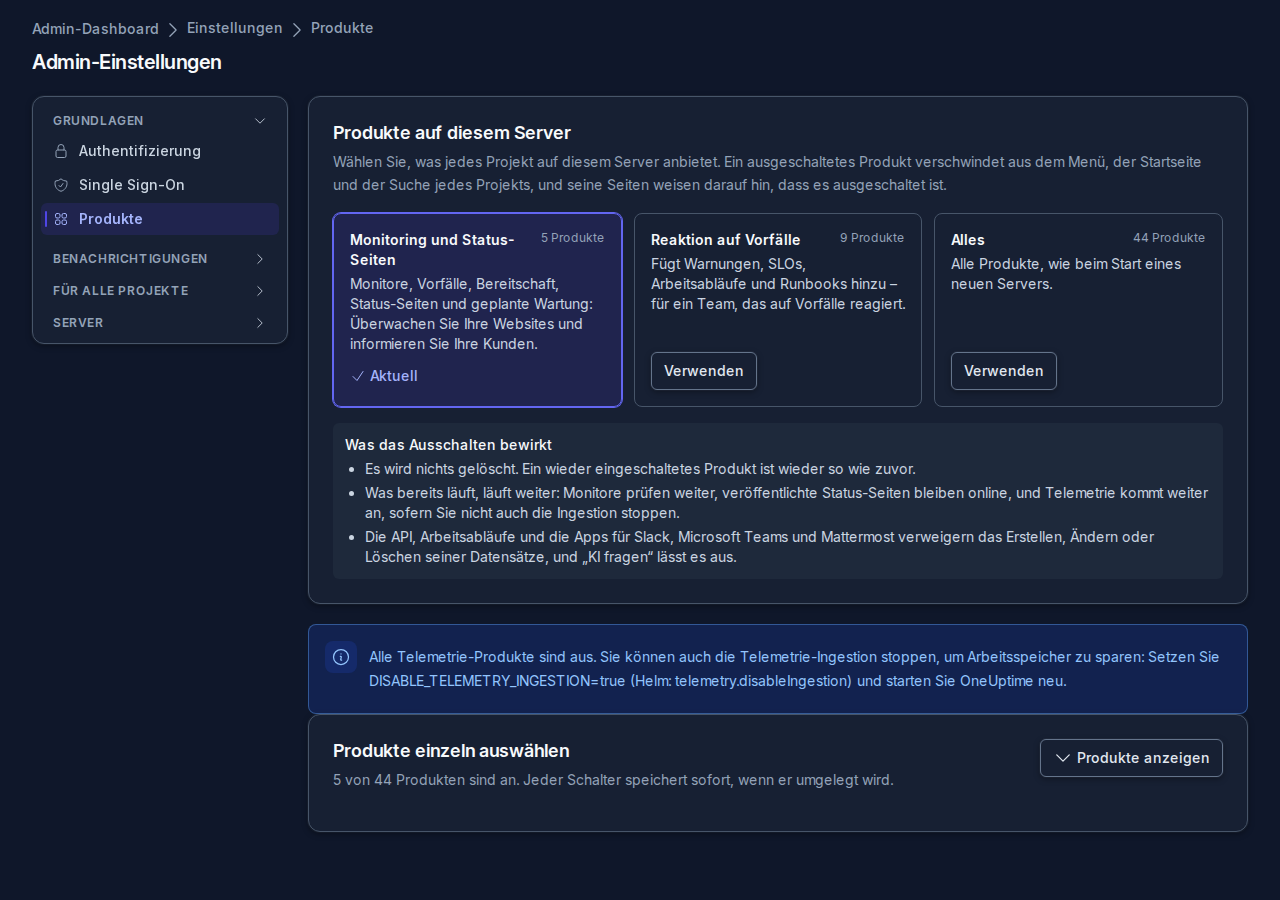 Admin-Dashboard
Einstellungen
Produkte
Admin-Einstellungen
GRUNDLAGEN
Authentifizierung
Single Sign-On
Produkte
BENACHRICHTIGUNGEN
FÜR ALLE PROJEKTE
SERVER
Produkte auf diesem Server
Wählen Sie, was jedes Projekt auf diesem Server anbietet. Ein ausgeschaltetes Produkt verschwindet aus dem Menü, der Startseite
und der Suche jedes Projekts, und seine Seiten weisen darauf hin, dass es ausgeschaltet ist.
Monitoring und Status-
Seiten
5 Produkte
Monitore, Vorfälle, Bereitschaft,
Status-Seiten und geplante Wartung:
Überwachen Sie Ihre Websites und
informieren Sie Ihre Kunden.
Aktuell
Reaktion auf Vorfälle
9 Produkte
Fügt Warnungen, SLOs,
Arbeitsabläufe und Runbooks hinzu –
für ein Team, das auf Vorfälle reagiert.
Verwenden
Alles
44 Produkte
Alle Produkte, wie beim Start eines
neuen Servers.
Verwenden
Was das Ausschalten bewirkt
Es wird nichts gelöscht. Ein wieder eingeschaltetes Produkt ist wieder so wie zuvor.
Was bereits läuft, läuft weiter: Monitore prüfen weiter, veröffentlichte Status-Seiten bleiben online, und Telemetrie kommt weiter
an, sofern Sie nicht auch die Ingestion stoppen.
Die API, Arbeitsabläufe und die Apps für Slack, Microsoft Teams und Mattermost verweigern das Erstellen, Ändern oder
Löschen seiner Datensätze, und „KI fragen“ lässt es aus.
Alle Telemetrie-Produkte sind aus. Sie können auch die Telemetrie-Ingestion stoppen, um Arbeitsspeicher zu sparen: Setzen Sie
DISABLE_TELEMETRY_INGESTION=true (Helm: telemetry.disableIngestion) und starten Sie OneUptime neu.
Produkte einzeln auswählen
5 von 44 Produkten sind an. Jeder Schalter speichert sofort, wenn er umgelegt wird.
Produkte anzeigen